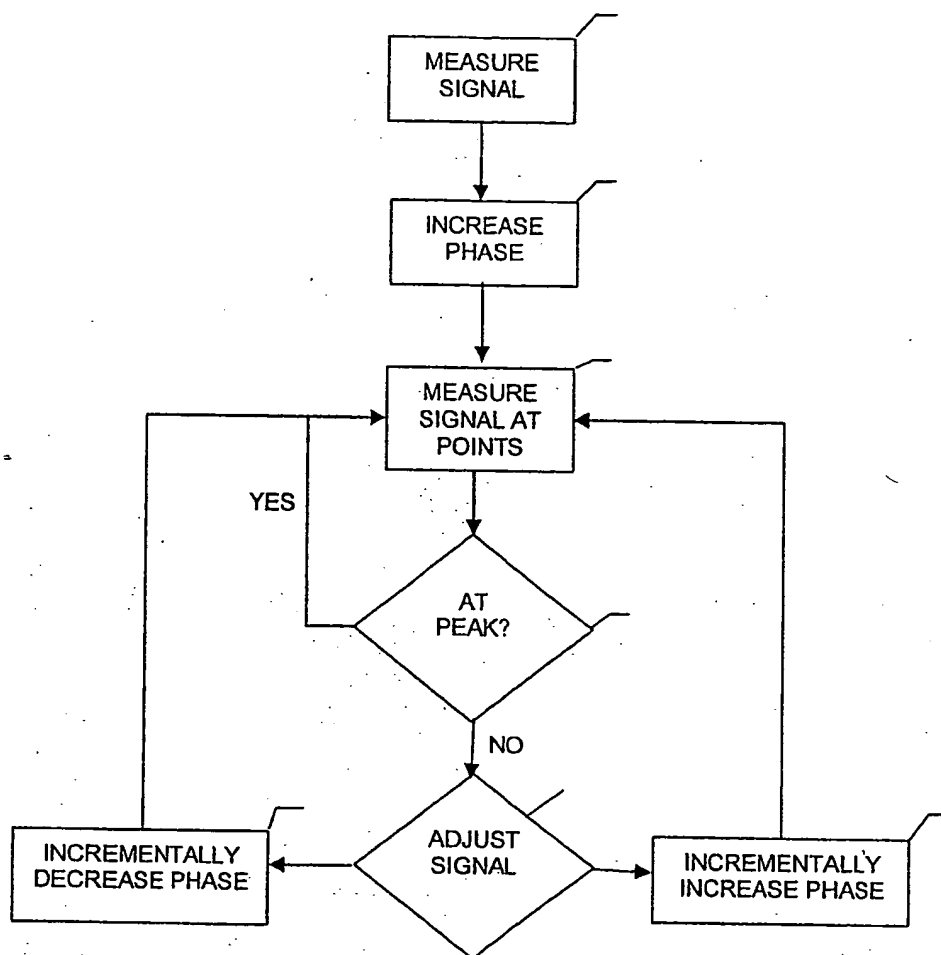 MEASURE
SIGNAL
INCREASE
PHASE
MEASURE
SIGNAL AT
POINTS
YES
AT
PEAK?
NO
ADJUST
SIGNAL
INCREMENTALLY
DECREASE PHASE
INCREMENTALLY
INCREASE PHASE